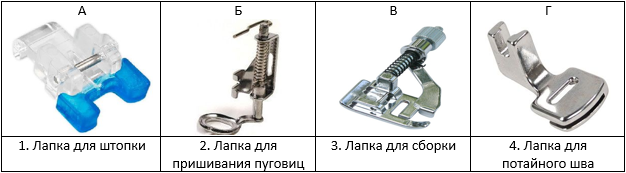 А Б В Г
1. Лапка для штопки 2. Лапка для 3. Лапка для сборки 4. Лапка для
пришивания пуговиц потайного шва